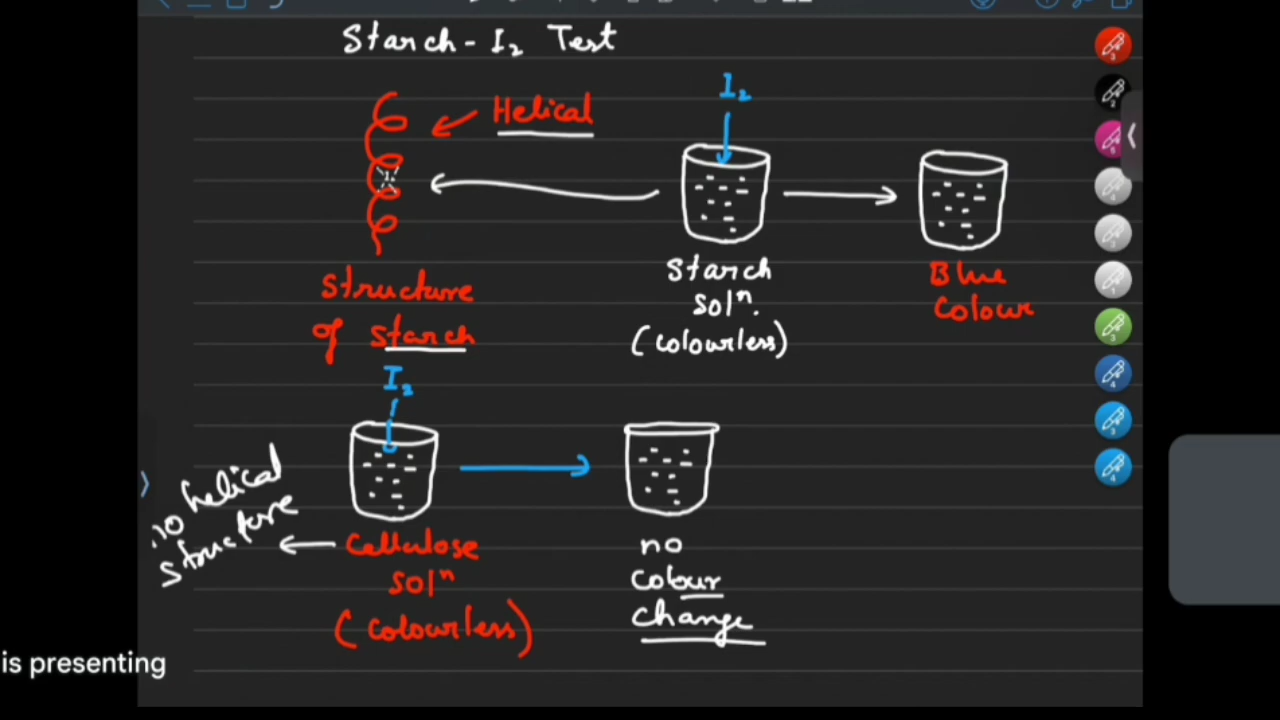 Starch - I₂ Test
I₂
Helical
Structure
of starch
Starch
solⁿ.
(colourless)
Blue
Colour
I₂
no helical
structure
Cellulose
solⁿ
(colourless)
no
colour
change
is presenting